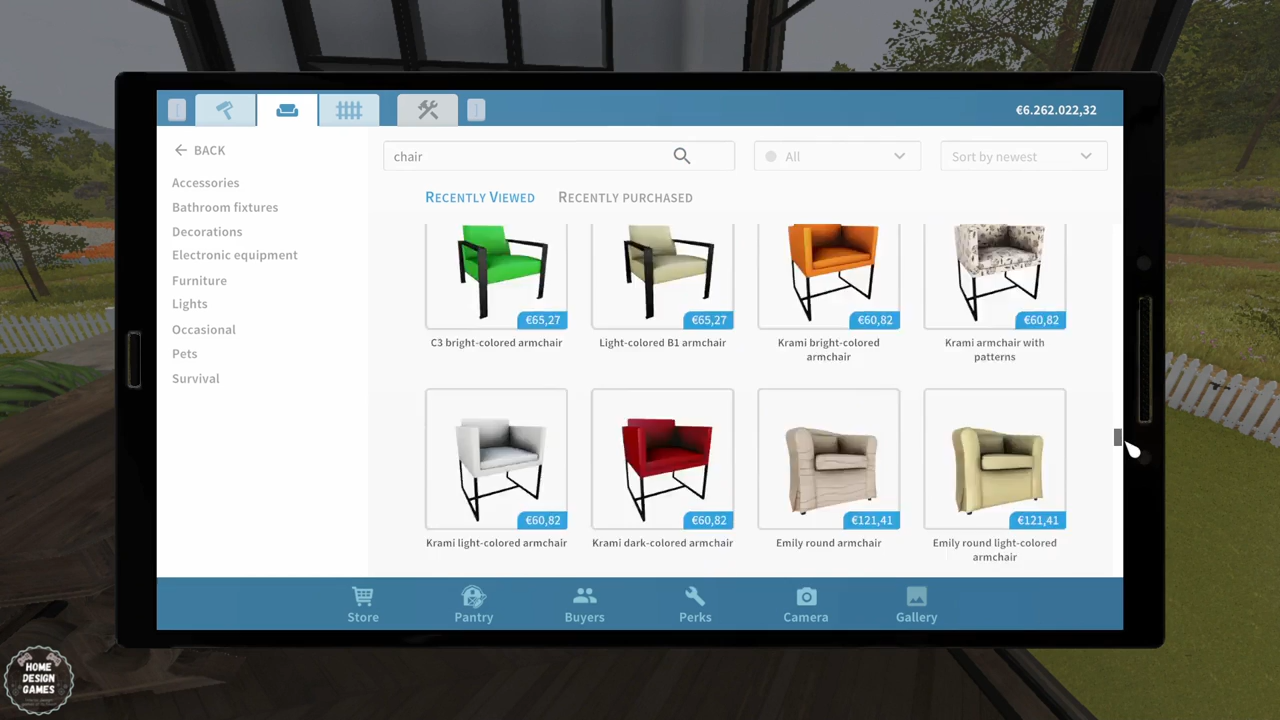 €6.262.022,32
BACK
chair
All
Sort by newest
Accessories
Bathroom fixtures
Decorations
Electronic equipment
Furniture
Lights
Occasional
Pets
Survival
RECENTLY VIEWED
RECENTLY PURCHASED
€65,27
€65,27
€60,82
€60,82
C3 bright-colored armchair
Light-colored B1 armchair
Krami bright-colored
armchair
Krami armchair with
patterns
€60,82
€60,82
€121,41
€121,41
Krami light-colored armchair
Krami dark-colored armchair
Emily round armchair
Emily round light-colored
armchair
Store
Pantry
Buyers
Perks
Camera
Gallery
HOME
DESIGN
GAMES